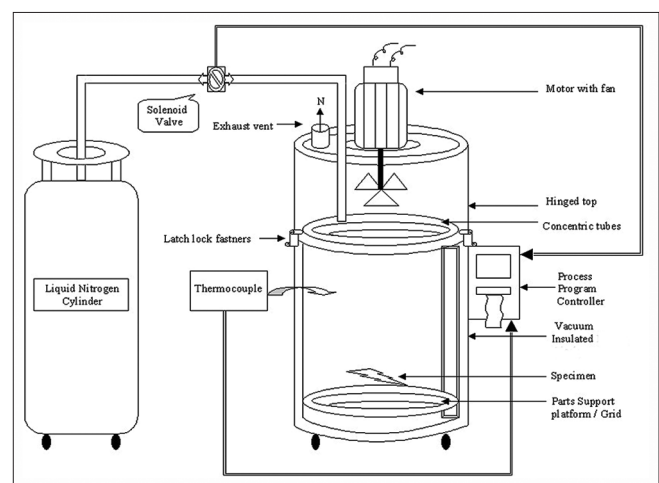 Motor with fan
N
Solenoid
Valve
Exhaust vent
Hinged top
Concentric tubes
Latch lock fastners
Liquid Nitrogen
Cylinder
Thermocouple
Process
Program
Controller
Vacuum
Insulated
Specimen
Parts Support
platform / Grid